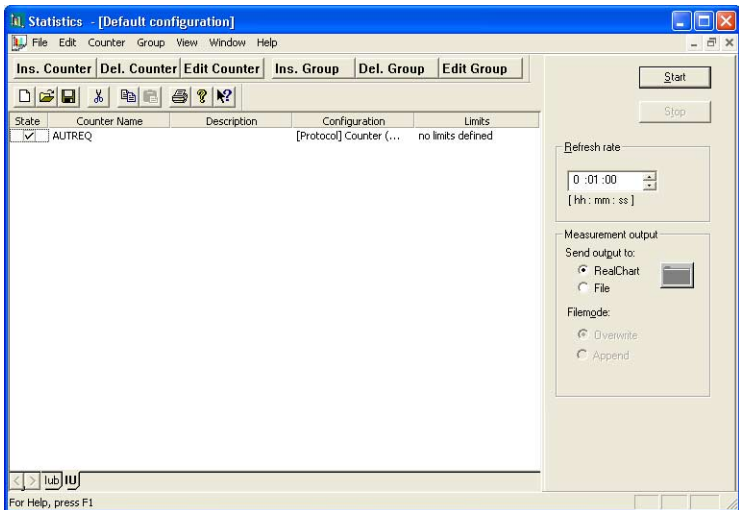 Statistics - [Default configuration]
File Edit Counter Group View Window Help
Ins. Counter Del. Counter Edit Counter Ins. Group Del. Group Edit Group
Start
Stop
State Counter Name Description Configuration Limits
AUTREQ [Protocol] Counter (... no limits defined
Refresh rate
0 :01 :00
[ hh : mm : ss ]
Measurement output
Send output to:
RealChart
File
Filemode:
Overwrite
Append
Iub IU
For Help, press F1